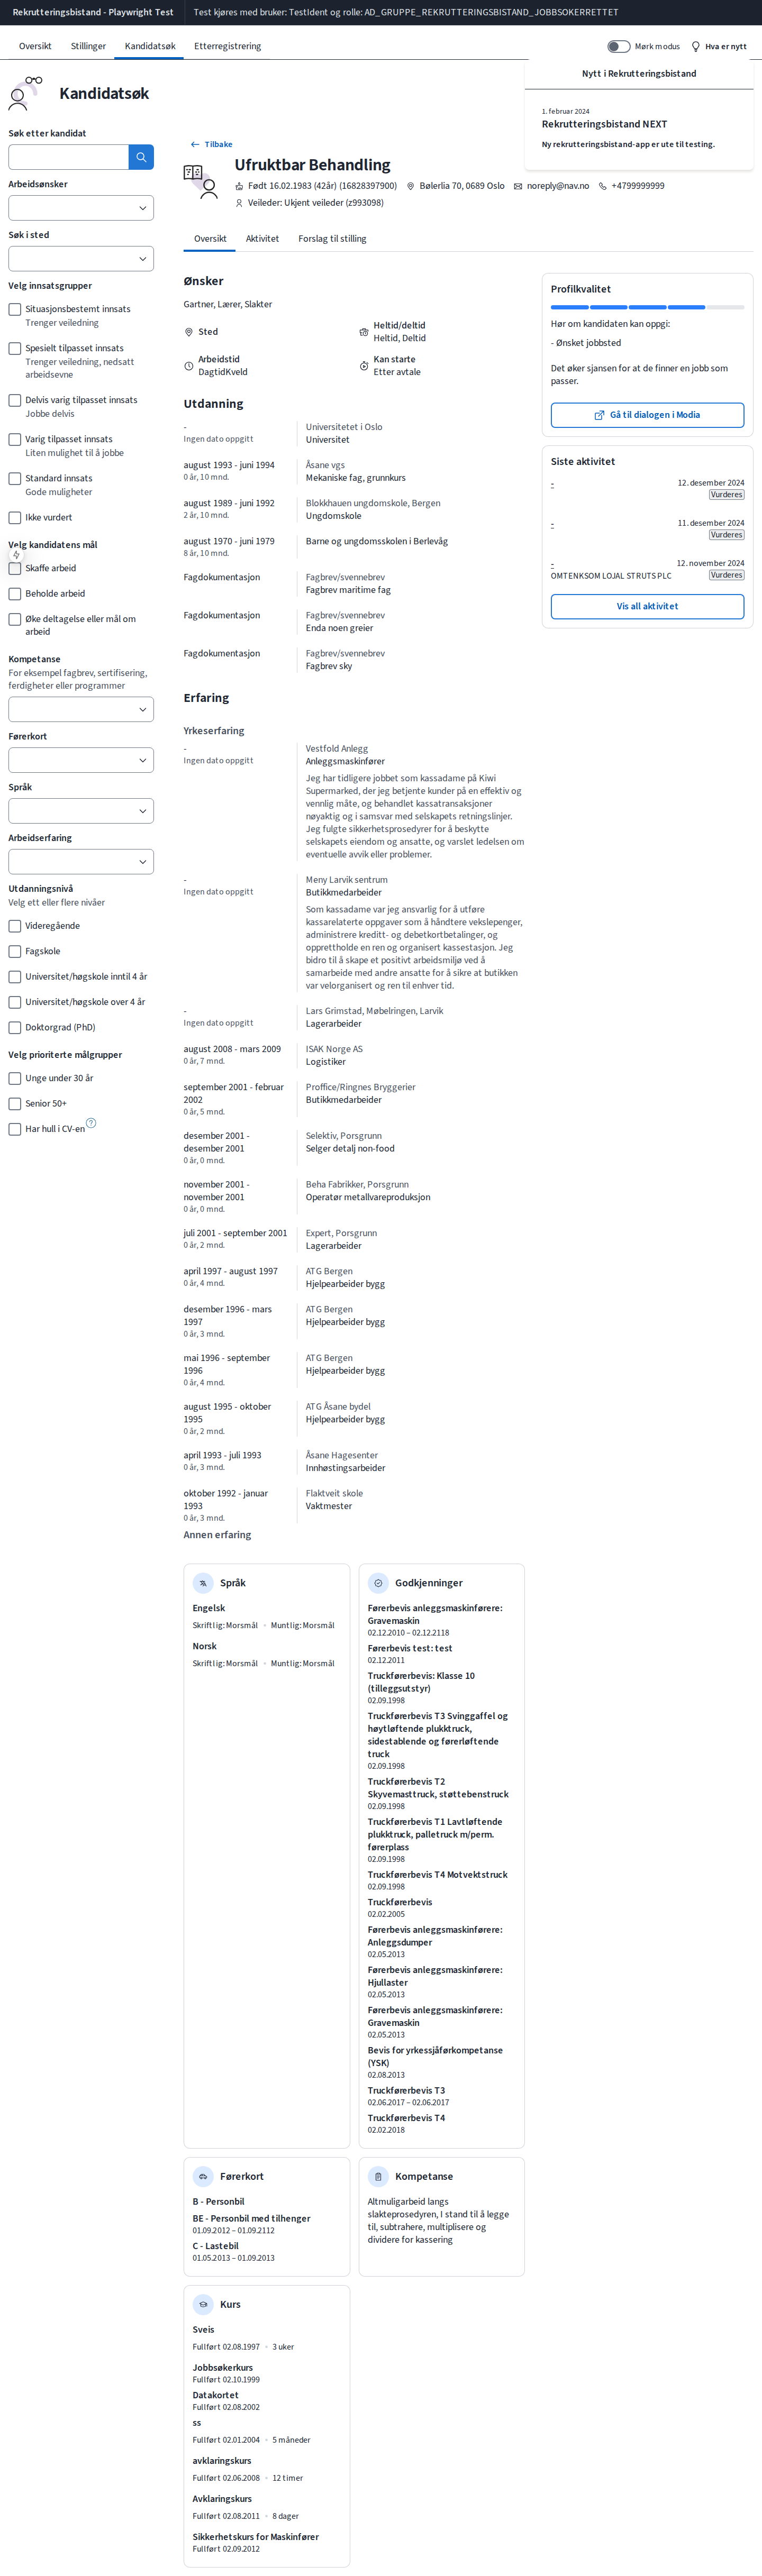 Rekrutteringsbistand - Playwright Test
Test kjøres med bruker: TestIdent og rolle: AD_GRUPPE_REKRUTTERINGSBISTAND_JOBBSOKERRETTET
Oversikt
Stillinger
Kandidatsøk
Etterregistrering
Mørk modus
Hva er nytt
Nytt i Rekrutteringsbistand
1. februar 2024
Rekrutteringsbistand NEXT
Ny rekrutteringsbistand-app er ute til testing.
Kandidatsøk
Søk etter kandidat
Arbeidsønsker
Søk i sted
Velg innsatsgrupper
Situasjonsbestemt innsats
Trenger veiledning
Spesielt tilpasset innsats
Trenger veiledning, nedsatt
arbeidsevne
Delvis varig tilpasset innsats
Jobbe delvis
Varig tilpasset innsats
Liten mulighet til å jobbe
Standard innsats
Gode muligheter
Ikke vurdert
Velg kandidatens mål
Skaffe arbeid
Beholde arbeid
Øke deltagelse eller mål om
arbeid
Kompetanse
For eksempel fagbrev, sertifisering,
ferdigheter eller programmer
Førerkort
Språk
Arbeidserfaring
Utdanningsnivå
Velg ett eller flere nivåer
Videregående
Fagskole
Universitet/høgskole inntil 4 år
Universitet/høgskole over 4 år
Doktorgrad (PhD)
Velg prioriterte målgrupper
Unge under 30 år
Senior 50+
Har hull i CV-en
Tilbake
Ufruktbar Behandling
Født 16.02.1983 (42år) (16828397900)
Bølerlia 70, 0689 Oslo
noreply@nav.no
+4799999999
Veileder: Ukjent veileder (z993098)
Oversikt
Aktivitet
Forslag til stilling
Ønsker
Gartner, Lærer, Slakter
Sted
Heltid/deltid
Heltid, Deltid
Arbeidstid
DagtidKveld
Kan starte
Etter avtale
Utdanning
-
Ingen dato oppgitt
Universitetet i Oslo
Universitet
august 1993 - juni 1994
0 år, 10 mnd.
Åsane vgs
Mekaniske fag, grunnkurs
august 1989 - juni 1992
2 år, 10 mnd.
Blokkhauen ungdomskole, Bergen
Ungdomskole
august 1970 - juni 1979
8 år, 10 mnd.
Barne og ungdomsskolen i Berlevåg
Fagdokumentasjon
Fagbrev/svennebrev
Fagbrev maritime fag
Fagdokumentasjon
Fagbrev/svennebrev
Enda noen greier
Fagdokumentasjon
Fagbrev/svennebrev
Fagbrev sky
Erfaring
Yrkeserfaring
-
Ingen dato oppgitt
Vestfold Anlegg
Anleggsmaskinfører
Jeg har tidligere jobbet som kassadame på Kiwi
Supermarked, der jeg betjente kunder på en effektiv og
vennlig måte, og behandlet kassatransaksjoner
nøyaktig og i samsvar med selskapets retningslinjer.
Jeg fulgte sikkerhetsprosedyrer for å beskytte
selskapets eiendom og ansatte, og varslet ledelsen om
eventuelle avvik eller problemer.
-
Ingen dato oppgitt
Meny Larvik sentrum
Butikkmedarbeider
Som kassadame var jeg ansvarlig for å utføre
kassarelaterte oppgaver som å håndtere vekslepenger,
administrere kreditt- og debetkortbetalinger, og
opprettholde en ren og organisert kassestasjon. Jeg
bidro til å skape et positivt arbeidsmiljø ved å
samarbeide med andre ansatte for å sikre at butikken
var velorganisert og ren til enhver tid.
-
Ingen dato oppgitt
Lars Grimstad, Møbelringen, Larvik
Lagerarbeider
august 2008 - mars 2009
0 år, 7 mnd.
ISAK Norge AS
Logistiker
september 2001 - februar
2002
0 år, 5 mnd.
Proffice/Ringnes Bryggerier
Butikkmedarbeider
desember 2001 -
desember 2001
0 år, 0 mnd.
Selektiv, Porsgrunn
Selger detalj non-food
november 2001 -
november 2001
0 år, 0 mnd.
Beha Fabrikker, Porsgrunn
Operatør metallvareproduksjon
juli 2001 - september 2001
0 år, 2 mnd.
Expert, Porsgrunn
Lagerarbeider
april 1997 - august 1997
0 år, 4 mnd.
ATG Bergen
Hjelpearbeider bygg
desember 1996 - mars
1997
0 år, 3 mnd.
ATG Bergen
Hjelpearbeider bygg
mai 1996 - september
1996
0 år, 4 mnd.
ATG Bergen
Hjelpearbeider bygg
august 1995 - oktober
1995
0 år, 2 mnd.
ATG Åsane bydel
Hjelpearbeider bygg
april 1993 - juli 1993
0 år, 3 mnd.
Åsane Hagesenter
Innhøstingsarbeider
oktober 1992 - januar
1993
0 år, 3 mnd.
Flaktveit skole
Vaktmester
Annen erfaring
Språk
Engelsk
Skriftlig: Morsmål
Muntlig: Morsmål
Norsk
Skriftlig: Morsmål
Muntlig: Morsmål
Godkjenninger
Førerbevis anleggsmaskinførere:
Gravemaskin
02.12.2010 – 02.12.2118
Førerbevis test: test
02.12.2011
Truckførerbevis: Klasse 10
(tilleggsutstyr)
02.09.1998
Truckførerbevis T3 Svinggaffel og
høytløftende plukktruck,
sidestablende og førerløftende
truck
02.09.1998
Truckførerbevis T2
Skyvemasttruck, støttebenstruck
02.09.1998
Truckførerbevis T1 Lavtløftende
plukktruck, palletruck m/perm.
førerplass
02.09.1998
Truckførerbevis T4 Motvektstruck
02.09.1998
Truckførerbevis
02.02.2005
Førerbevis anleggsmaskinførere:
Anleggsdumper
02.05.2013
Førerbevis anleggsmaskinførere:
Hjullaster
02.05.2013
Førerbevis anleggsmaskinførere:
Gravemaskin
02.05.2013
Bevis for yrkessjåførkompetanse
(YSK)
02.08.2013
Truckførerbevis T3
02.06.2017 – 02.06.2017
Truckførerbevis T4
02.02.2018
Førerkort
B - Personbil
BE - Personbil med tilhenger
01.09.2012 – 01.09.2112
C - Lastebil
01.05.2013 – 01.09.2013
Kompetanse
Altmuligarbeid langs
slakteprosedyren, I stand til å legge
til, subtrahere, multiplisere og
dividere for kassering
Kurs
Sveis
Fullført 02.08.1997
3 uker
Jobbsøkerkurs
Fullført 02.10.1999
Datakortet
Fullført 02.08.2002
ss
Fullført 02.01.2004
5 måneder
avklaringskurs
Fullført 02.06.2008
12 timer
Avklaringskurs
Fullført 02.08.2011
8 dager
Sikkerhetskurs for Maskinfører
Fullført 02.09.2012
Profilkvalitet
Hør om kandidaten kan oppgi:
- Ønsket jobbsted
Det øker sjansen for at de finner en jobb som
passer.
Gå til dialogen i Modia
Siste aktivitet
-
12. desember 2024
Vurderes
-
11. desember 2024
Vurderes
-
12. november 2024
OMTENKSOM LOJAL STRUTS PLC
Vurderes
Vis all aktivitet